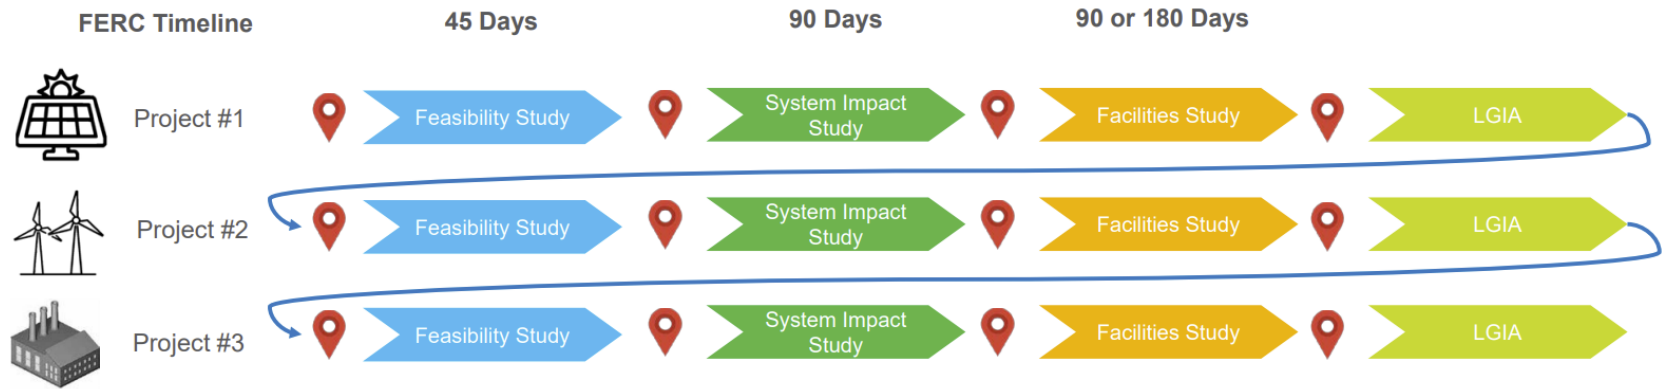 FERC Timeline 45 Days 90 Days 90 or 180 Days
Project #1
Feasibility Study
System Impact
Study
Facilities Study
LGIA
Project #2
Feasibility Study
System Impact
Study
Facilities Study
LGIA
Project #3
Feasibility Study
System Impact
Study
Facilities Study
LGIA